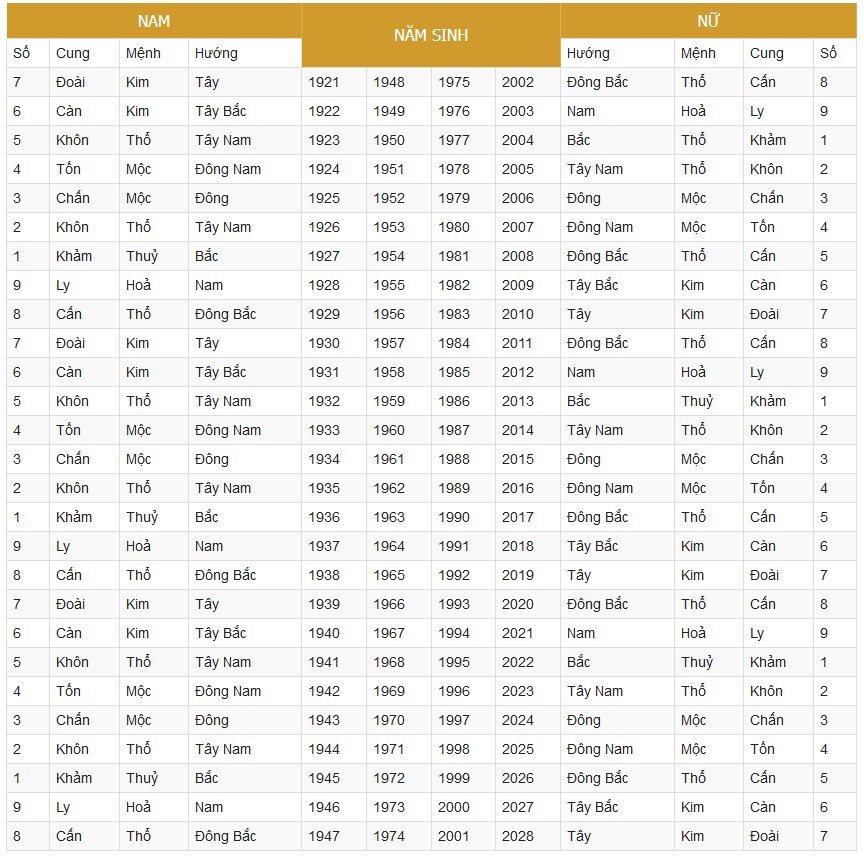 NAM NĂM SINH NỮ
Số Cung Mệnh Hướng Hướng Mệnh Cung Số
7 Đoài Kim Tây 1921 1948 1975 2002 Đông Bắc Thổ Cấn 8
6 Càn Kim Tây Bắc 1922 1949 1976 2003 Nam Hoả Ly 9
5 Khôn Thổ Tây Nam 1923 1950 1977 2004 Bắc Thổ Khảm 1
4 Tốn Mộc Đông Nam 1924 1951 1978 2005 Tây Nam Thổ Khôn 2
3 Chấn Mộc Đông 1925 1952 1979 2006 Đông Mộc Chấn 3
2 Khôn Thổ Tây Nam 1926 1953 1980 2007 Đông Nam Mộc Tốn 4
1 Khảm Thuỷ Bắc 1927 1954 1981 2008 Đông Bắc Thổ Cấn 5
9 Ly Hoả Nam 1928 1955 1982 2009 Tây Bắc Kim Càn 6
8 Cấn Thổ Đông Bắc 1929 1956 1983 2010 Tây Kim Đoài 7
7 Đoài Kim Tây 1930 1957 1984 2011 Đông Bắc Thổ Cấn 8
6 Càn Kim Tây Bắc 1931 1958 1985 2012 Nam Hoả Ly 9
5 Khôn Thổ Tây Nam 1932 1959 1986 2013 Bắc Thuỷ Khảm 1
4 Tốn Mộc Đông Nam 1933 1960 1987 2014 Tây Nam Thổ Khôn 2
3 Chấn Mộc Đông 1934 1961 1988 2015 Đông Mộc Chấn 3
2 Khôn Thổ Tây Nam 1935 1962 1989 2016 Đông Nam Mộc Tốn 4
1 Khảm Thuỷ Bắc 1936 1963 1990 2017 Đông Bắc Thổ Cấn 5
9 Ly Hoả Nam 1937 1964 1991 2018 Tây Bắc Kim Càn 6
8 Cấn Thổ Đông Bắc 1938 1965 1992 2019 Tây Kim Đoài 7
7 Đoài Kim Tây 1939 1966 1993 2020 Đông Bắc Thổ Cấn 8
6 Càn Kim Tây Bắc 1940 1967 1994 2021 Nam Hoả Ly 9
5 Khôn Thổ Tây Nam 1941 1968 1995 2022 Bắc Thuỷ Khảm 1
4 Tốn Mộc Đông Nam 1942 1969 1996 2023 Tây Nam Thổ Khôn 2
3 Chấn Mộc Đông 1943 1970 1997 2024 Đông Mộc Chấn 3
2 Khôn Thổ Tây Nam 1944 1971 1998 2025 Đông Nam Mộc Tốn 4
1 Khảm Thuỷ Bắc 1945 1972 1999 2026 Đông Bắc Thổ Cấn 5
9 Ly Hoả Nam 1946 1973 2000 2027 Tây Bắc Kim Càn 6
8 Cấn Thổ Đông Bắc 1947 1974 2001 2028 Tây Kim Đoài 7